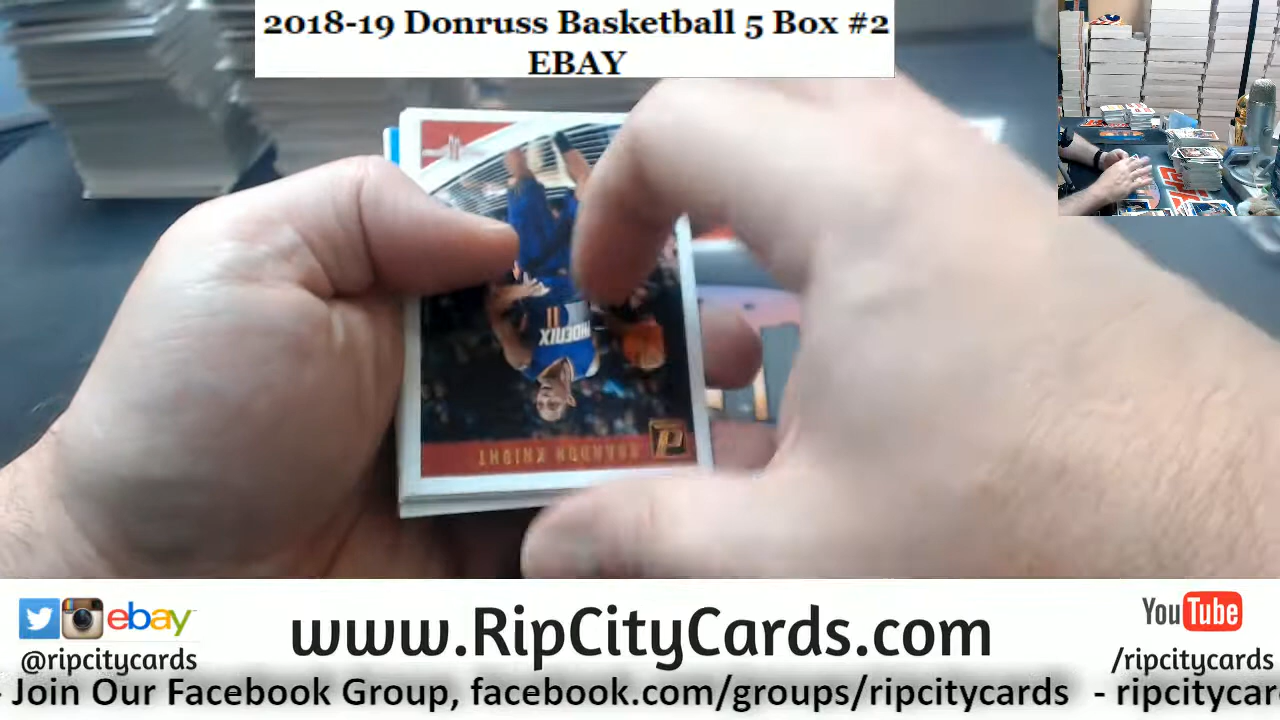 2018-19 Donruss Basketball 5 Box #2
EBAY
PHOENIX
11
BRANDON KNIGHT
ebay
@ripcitycards
www.RipCityCards.com
YouTube
/ripcitycards
- Join Our Facebook Group, facebook.com/groups/ripcitycards - ripcitycar